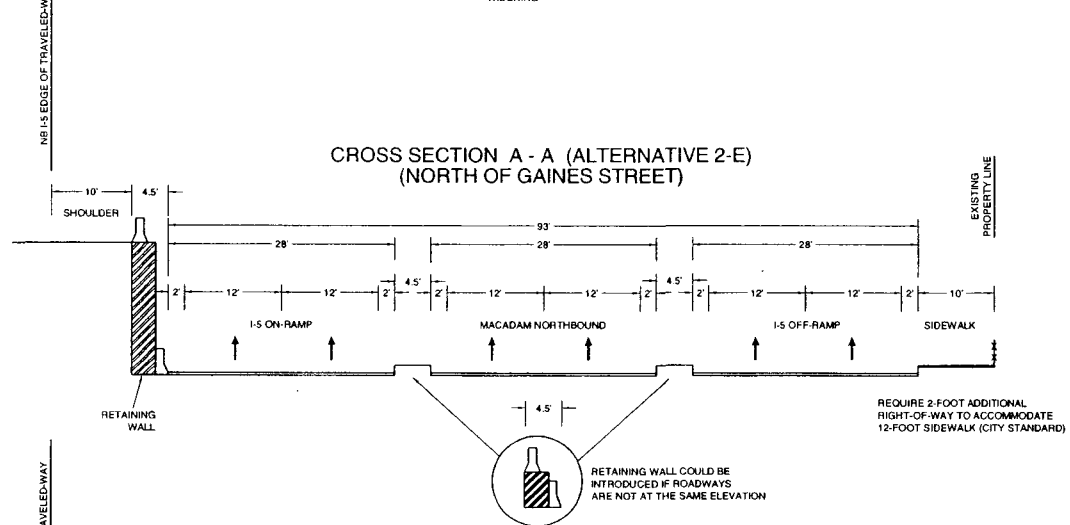 NB I-5 EDGE OF TRAVELED-W
CROSS SECTION A - A (ALTERNATIVE 2-E)
(NORTH OF GAINES STREET)
EXISTING
PROPERTY LINE
10'
4.5'
SHOULDER
93'
28'
28'
28'
4.5'
4.5'
2'
12'
12'
2'
2'
12'
12'
2'
2'
12'
12'
2'
10'
I-5 ON-RAMP
MACADAM NORTHBOUND
I-5 OFF-RAMP
SIDEWALK
RETAINING
WALL
4.5'
REQUIRE 2-FOOT ADDITIONAL
RIGHT-OF-WAY TO ACCOMMODATE
12-FOOT SIDEWALK (CITY STANDARD)
RETAINING WALL COULD BE
INTRODUCED IF ROADWAYS
ARE NOT AT THE SAME ELEVATION
AVELED-WAY